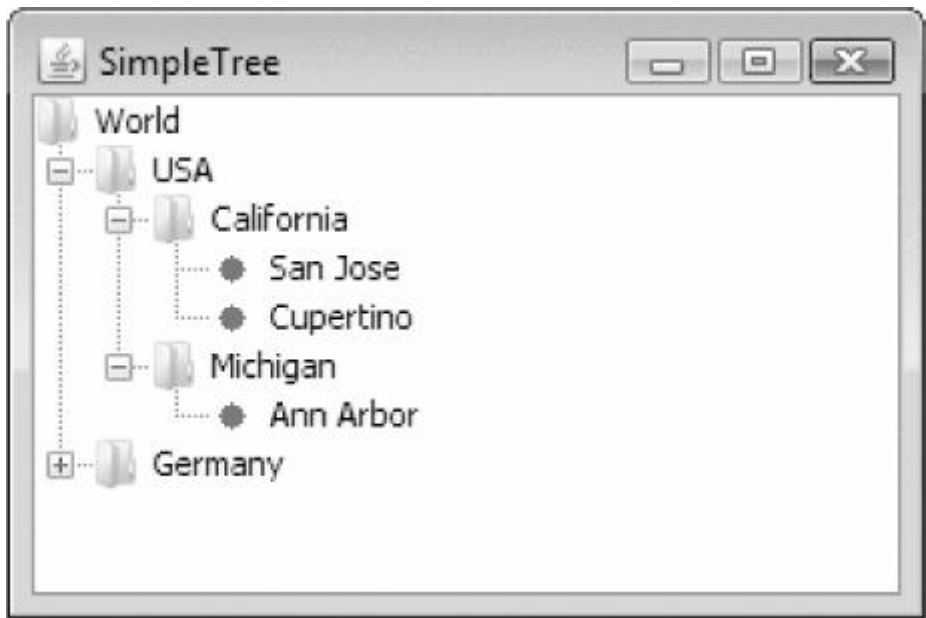 SimpleTree
World
USA
California
San Jose
Cupertino
Michigan
Ann Arbor
Germany